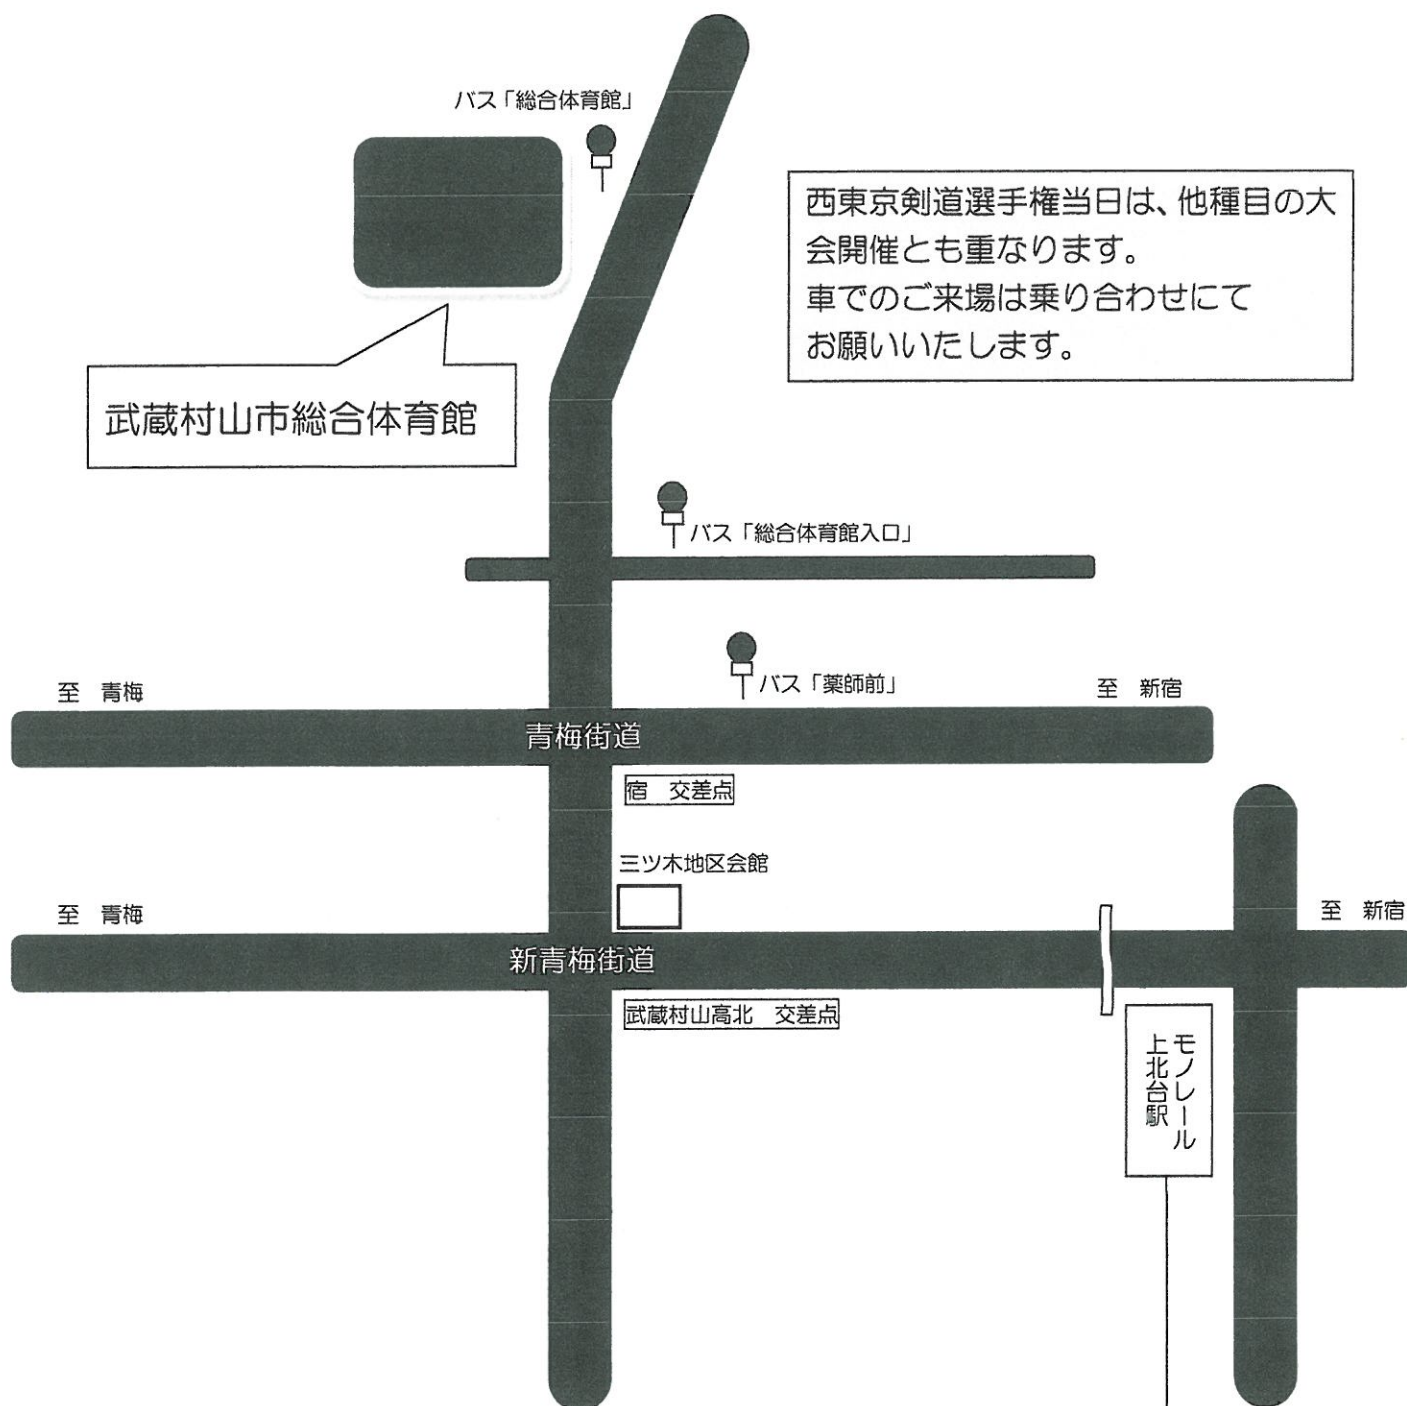 バス「総合体育館」
西東京剣道選手権当日は、他種目の大
会開催とも重なります。
車でのご来場は乗り合わせにて
お願いいたします。
武蔵村山市総合体育館
バス「総合体育館入口」
バス「薬師前」
至　青梅
至　新宿
青梅街道
宿　交差点
三ツ木地区会館
至　青梅
至　新宿
新青梅街道
武蔵村山高北　交差点
モノレール
上北台駅